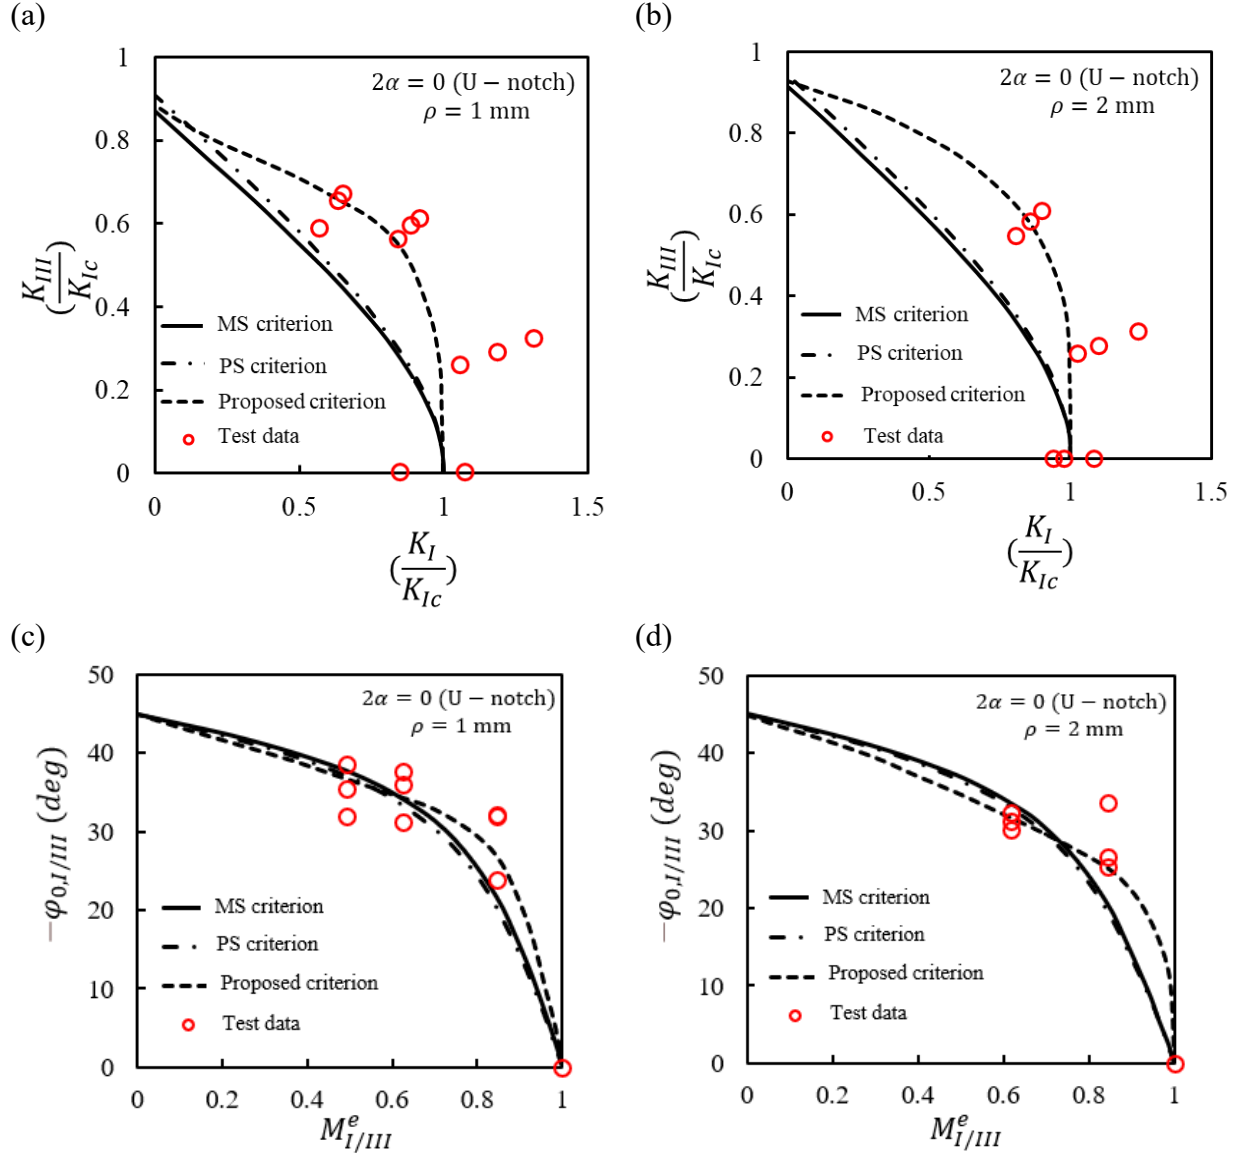 (a)
1
0.8
0.6
0.4
0.2
0
0
0.5
1
1.5
(K_III/K_Ic)
(K_I/K_Ic)
2α = 0 (U − notch)
ρ = 1 mm
MS criterion
PS criterion
Proposed criterion
Test data
(b)
1
0.8
0.6
0.4
0.2
0
0
0.5
1
1.5
(K_III/K_Ic)
(K_I/K_Ic)
2α = 0 (U − notch)
ρ = 2 mm
MS criterion
PS criterion
Proposed criterion
Test data
(c)
50
40
30
20
10
0
0
0.2
0.4
0.6
0.8
1
−φ_0,I/III (deg)
M^e_I/III
2α = 0 (U − notch)
ρ = 1 mm
MS criterion
PS criterion
Proposed criterion
Test data
(d)
50
40
30
20
10
0
0
0.2
0.4
0.6
0.8
1
−φ_0,I/III (deg)
M^e_I/III
2α = 0 (U − notch)
ρ = 2 mm
MS criterion
PS criterion
Proposed criterion
Test data